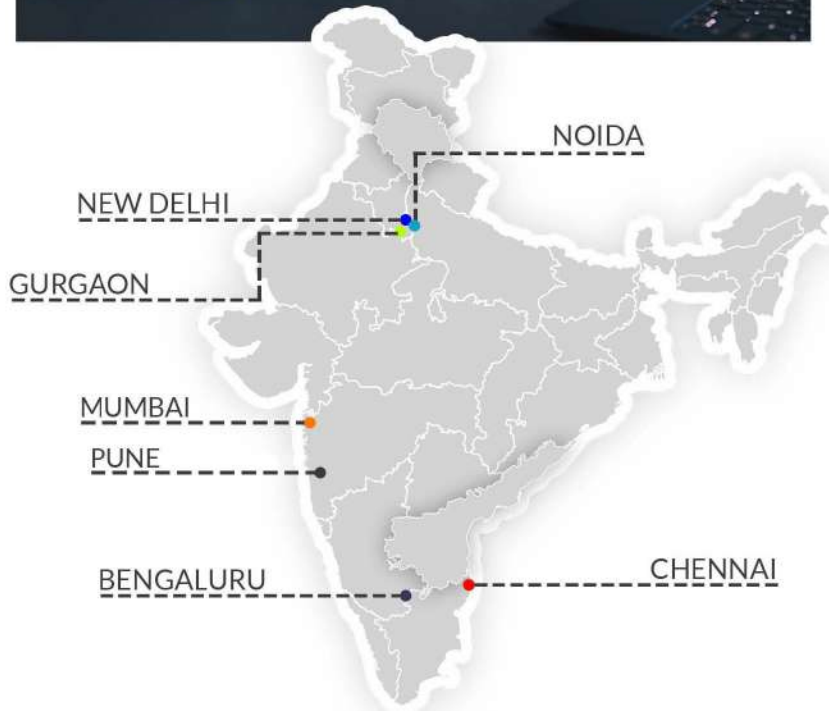 NOIDA
NEW DELHI
GURGAON
MUMBAI
PUNE
BENGALURU
CHENNAI